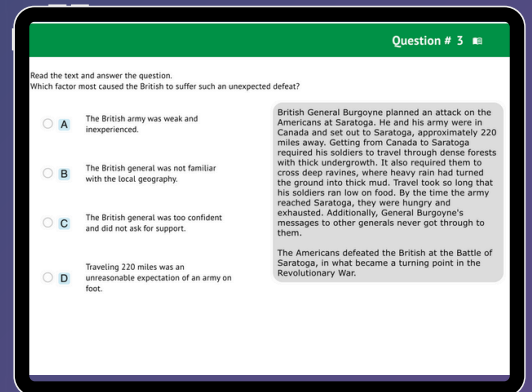 Question # 3
Read the text and answer the question.
Which factor most caused the British to suffer such an unexpected defeat?
A
The British army was weak and
inexperienced.
B
The British general was not familiar
with the local geography.
C
The British general was too confident
and did not ask for support.
D
Traveling 220 miles was an
unreasonable expectation of an army on
foot.
British General Burgoyne planned an attack on the
Americans at Saratoga. He and his army were in
Canada and set out to Saratoga, approximately 220
miles away. Getting from Canada to Saratoga
required his soldiers to travel through dense forests
with thick undergrowth. It also required them to
cross deep ravines, where heavy rain had turned
the ground into thick mud. Travel took so long that
his soldiers ran low on food. By the time the army
reached Saratoga, they were hungry and
exhausted. Additionally, General Burgoyne's
messages to other generals never got through to
them.
The Americans defeated the British at the Battle of
Saratoga, in what became a turning point in the
Revolutionary War.